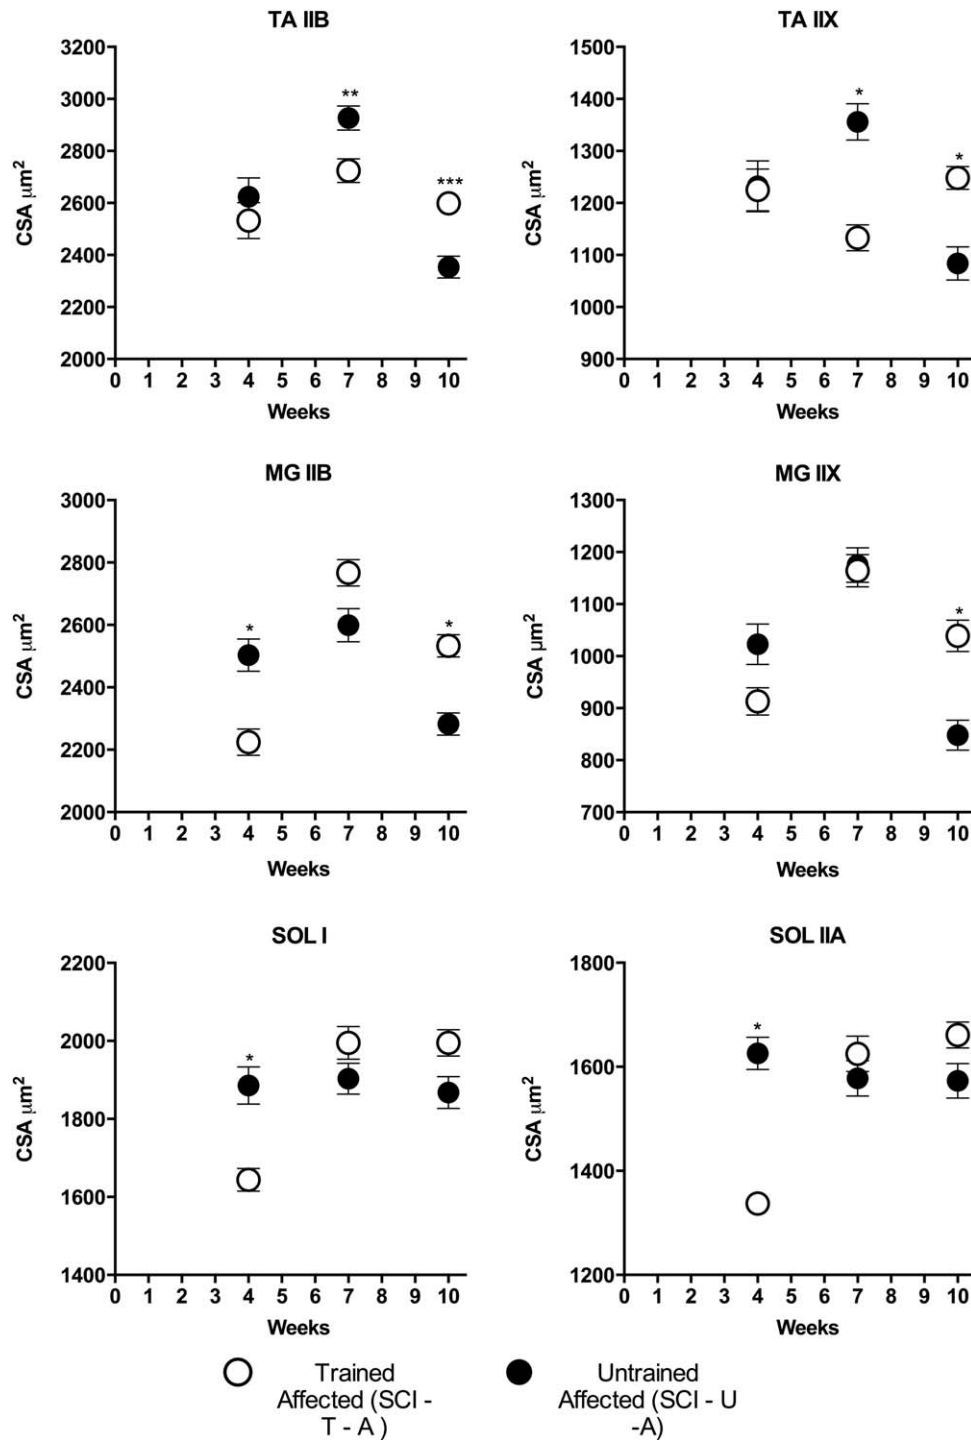 TA IIB
TA IIX
3200
3000
2800
2600
2400
2200
2000
CSA μm²
**
***
0 1 2 3 4 5 6 7 8 9 10
Weeks
1500
1400
1300
1200
1100
1000
900
CSA μm²
*
*
0 1 2 3 4 5 6 7 8 9 10
Weeks
MG IIB
MG IIX
3000
2800
2600
2400
2200
2000
CSA μm²
*
*
0 1 2 3 4 5 6 7 8 9 10
Weeks
1300
1200
1100
1000
900
800
700
CSA μm²
*
0 1 2 3 4 5 6 7 8 9 10
Weeks
SOL I
SOL IIA
2200
2000
1800
1600
1400
CSA μm²
*
0 1 2 3 4 5 6 7 8 9 10
Weeks
1800
1600
1400
1200
CSA μm²
*
0 1 2 3 4 5 6 7 8 9 10
Weeks
Trained
Affected (SCI -
T - A )
Untrained
Affected (SCI - U
-A)